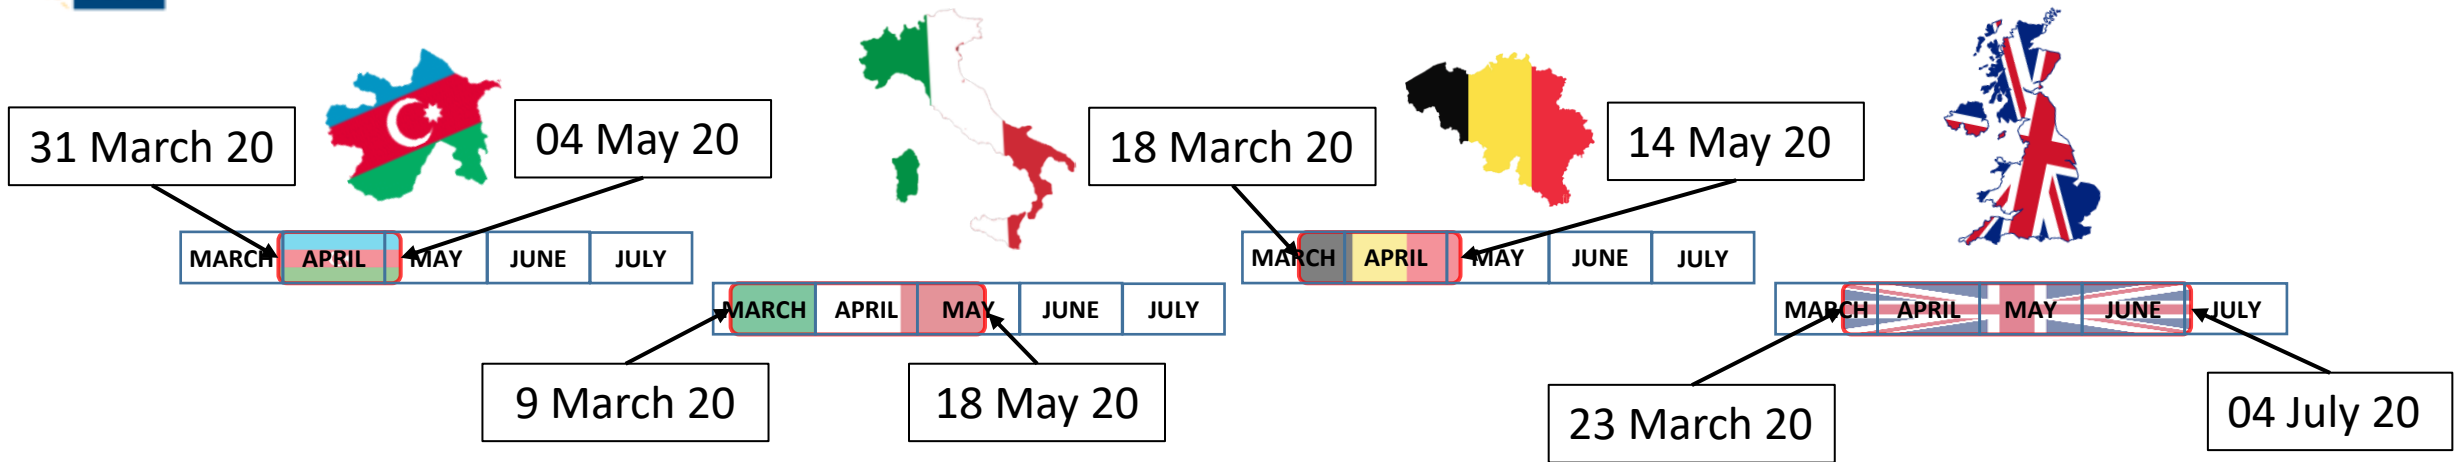 31 March 20
04 May 20
MARCH APRIL MAY JUNE JULY
9 March 20
18 May 20
MARCH APRIL MAY JUNE JULY
18 March 20
14 May 20
MARCH APRIL MAY JUNE JULY
23 March 20
04 July 20
MARCH APRIL MAY JUNE JULY